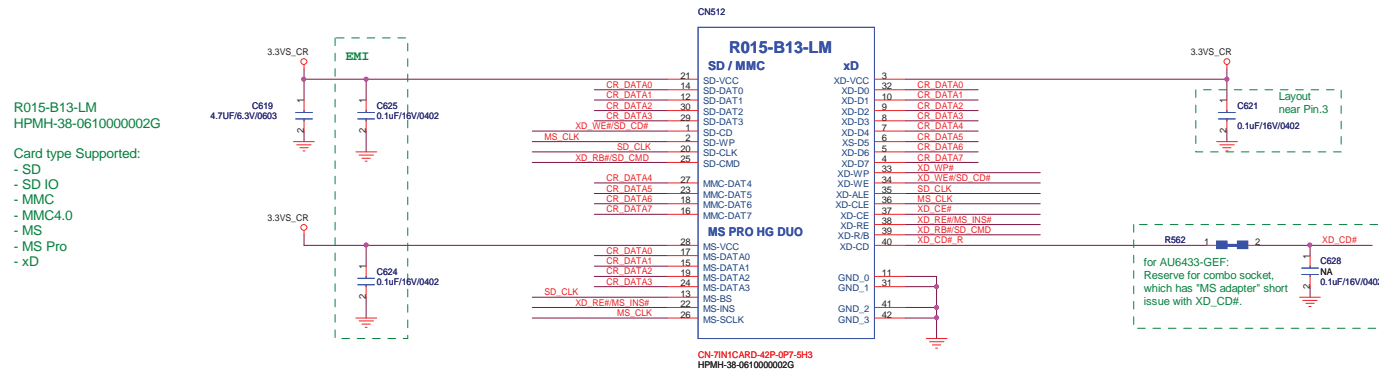 CN512
R015-B13-LM
SD / MMC
xD
3.3VS_CR
EMI
C619
4.7UF/6.3V/0603
1
2
C625
0.1uF/16V/0402
1
2
R015-B13-LM
HPMH-38-0610000002G
Card type Supported:
- SD
- SD IO
- MMC
- MMC4.0
- MS
- MS Pro
- xD
21 SD-VCC
CR_DATA0 14 SD-DAT0
CR_DATA1 12 SD-DAT1
CR_DATA2 30 SD-DAT2
CR_DATA3 29 SD-DAT3
XD_WE#/SD_CD# 1 SD-CD
MS_CLK 2 SD-WP
SD_CLK 20 SD-CLK
XD_RB#/SD_CMD 25 SD-CMD
CR_DATA4 27 MMC-DAT4
CR_DATA5 23 MMC-DAT5
CR_DATA6 18 MMC-DAT6
CR_DATA7 16 MMC-DAT7
3.3VS_CR
MS PRO HG DUO
28 MS-VCC
CR_DATA0 17 MS-DATA0
CR_DATA1 15 MS-DATA1
CR_DATA2 19 MS-DATA2
CR_DATA3 24 MS-DATA3
SD_CLK 13 MS-BS
XD_RE#/MS_INS# 22 MS-INS
MS_CLK 26 MS-SCLK
C624
0.1uF/16V/0402
1
2
XD-VCC 3
XD-D0 32 CR_DATA0
XD-D1 10 CR_DATA1
XD-D2 9 CR_DATA2
XD-D3 8 CR_DATA3
XD-D4 7 CR_DATA4
XS-D5 6 CR_DATA5
XD-D6 5 CR_DATA6
XD-D7 4 CR_DATA7
XD-WP 33 XD_WP#
XD-WE 34 XD_WE#/SD_CD#
XD-ALE 35 SD_CLK
XD-CLE 36 MS_CLK
XD-CE 37 XD_CE#
XD-RE 38 XD_RE#/MS_INS#
XD-R/B 39 XD_RB#/SD_CMD
XD-CD 40 XD_CD#_R
GND_0 11
GND_1 31
GND_2 41
GND_3 42
CN-7IN1CARD-42P-0P7-5H3
HPMH-38-0610000002G
3.3VS_CR
1
2
C621
0.1uF/16V/0402
Layout
near Pin.3
R562 1 2 XD_CD#
for AU6433-GEF:
Reserve for combo socket,
which has "MS adapter" short
issue with XD_CD#.
1
2
C628
NA
0.1uF/16V/0402